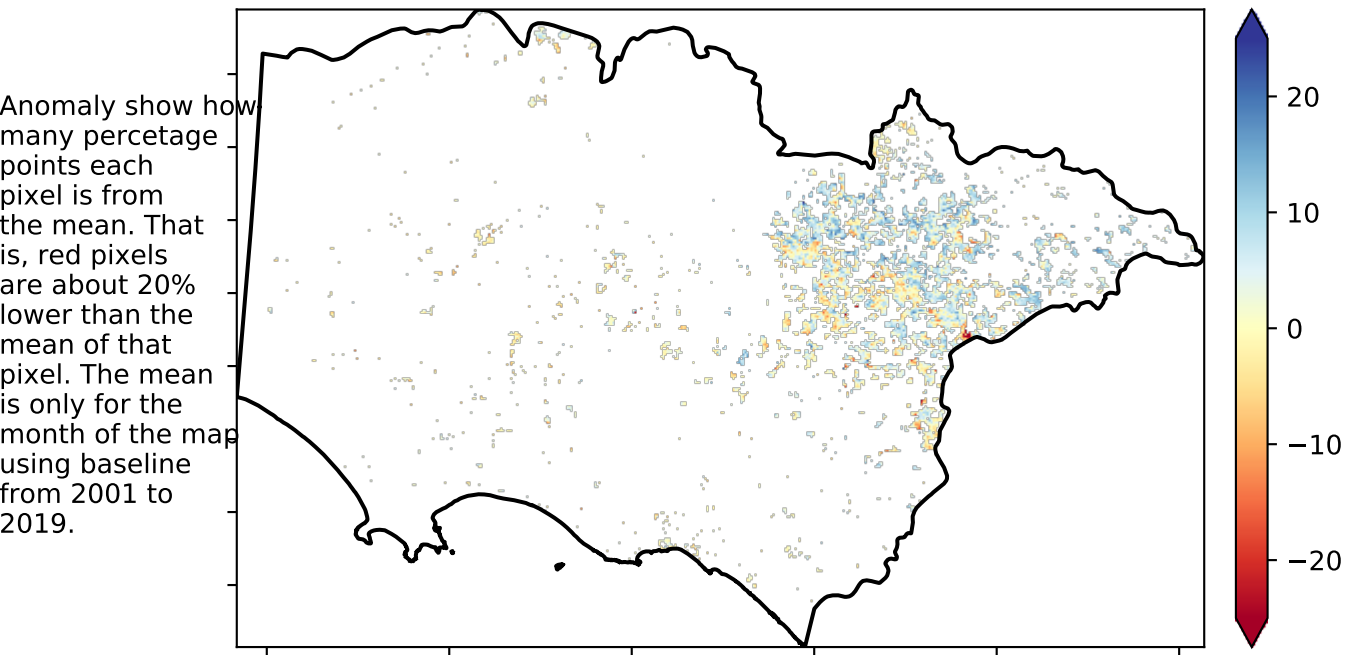 Anomaly show how
many percetage
points each
pixel is from
the mean. That
is, red pixels
are about 20%
lower than the
mean of that
pixel. The mean
is only for the
month of the map
using baseline
from 2001 to
2019.
20
10
0
−10
−20